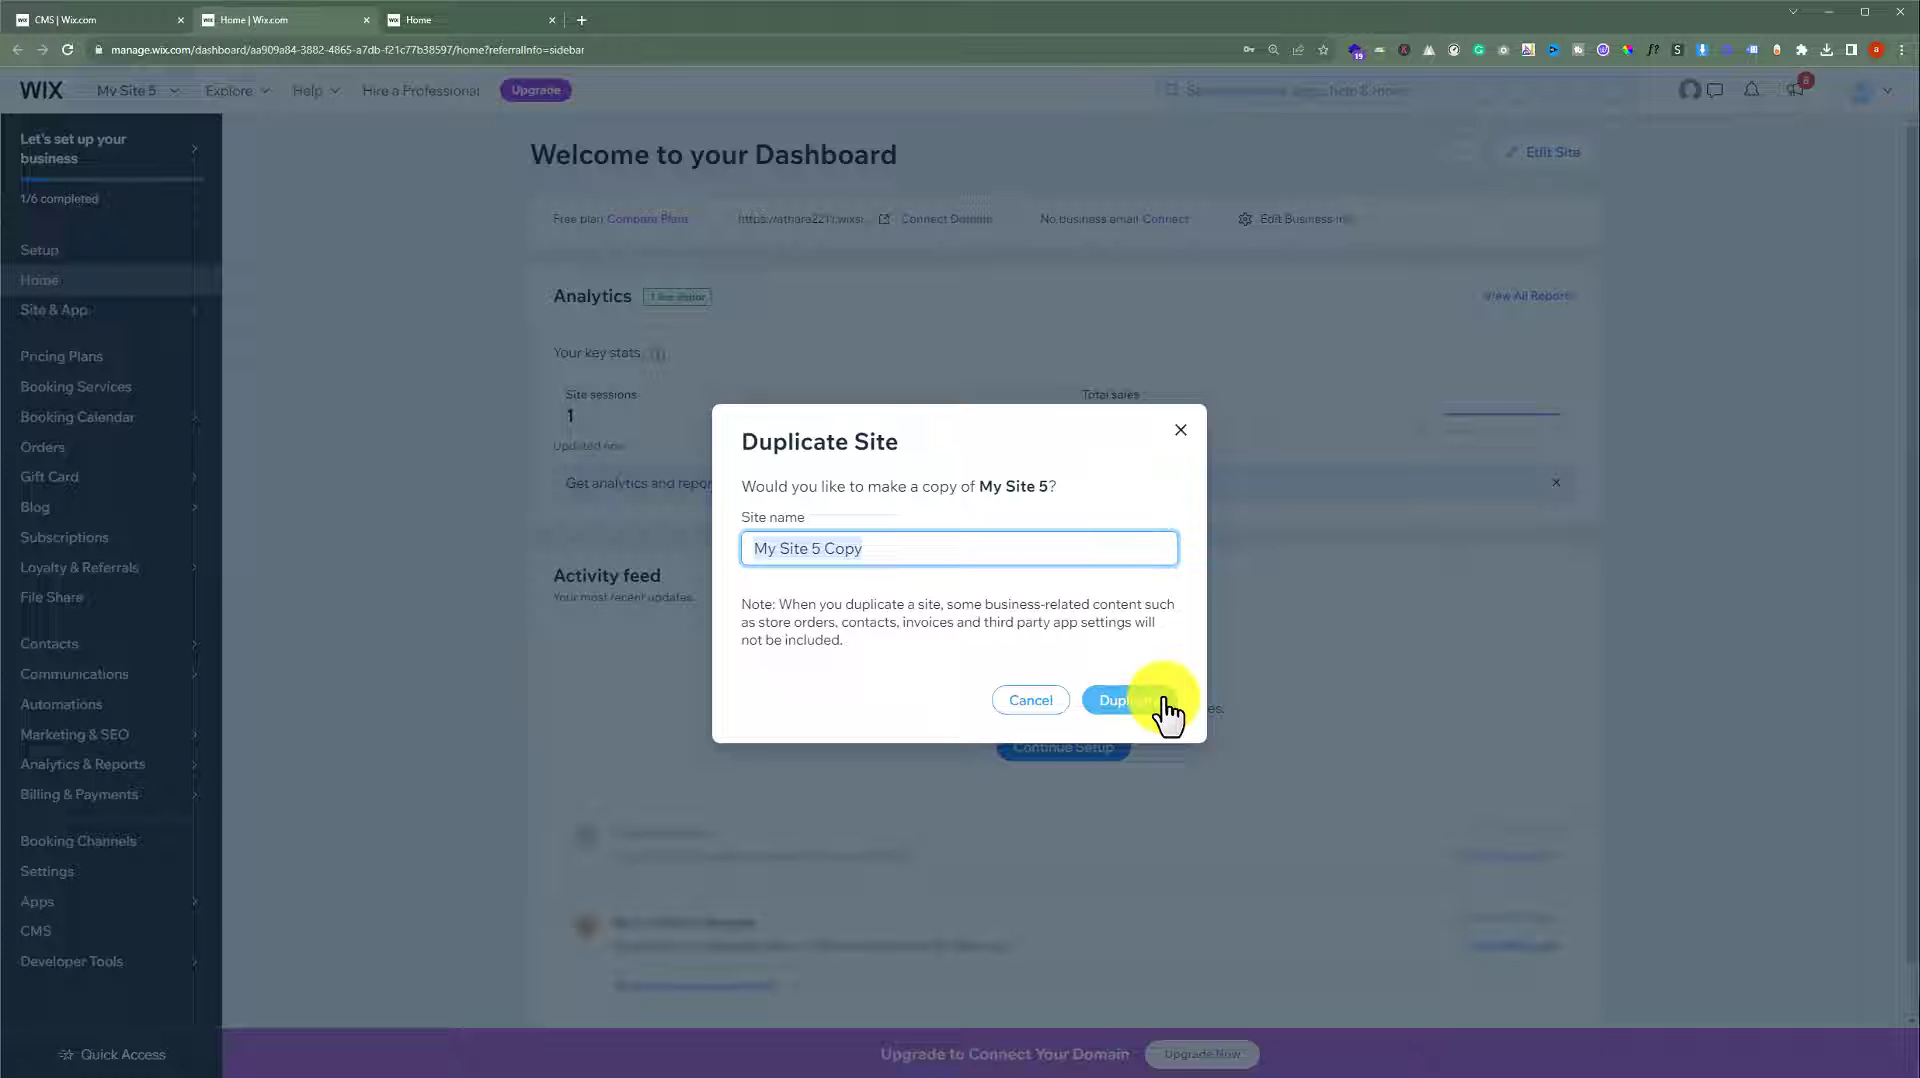 CMS | Wix.com
Home | Wix.com
Home
manage.wix.com/dashboard/aa909a84-3882-4865-a7db-f21c77b38597/home?referralInfo=sidebar
19
WIX
My Site 5
Explore
Help
Hire a Professional
Upgrade
Let's set up your
business
1/6 completed
Setup
Home
Site & App
Pricing Plans
Booking Services
Booking Calendar
Orders
Gift Card
Blog
Subscriptions
Loyalty & Referrals
File Share
Contacts
Communications
Automations
Marketing & SEO
Analytics & Reports
Billing & Payments
Booking Channels
Settings
Apps
CMS
Developer Tools
Quick Access
Welcome to your Dashboard
Edit Site
Free plan Compare Plans
Connect Domain
No business email Connect
Edit Business
Analytics
View All Reports
Your key stats
Site sessions
1
Updated now
Total sales
Get analytics and repor
Activity feed
Your most recent updates.
Duplicate Site
Would you like to make a copy of My Site 5?
Site name
My Site 5 Copy
Note: When you duplicate a site, some business-related content such
as store orders, contacts, invoices and third party app settings will
not be included.
Cancel
Continue Setup
Upgrade to Connect Your Domain
Upgrade Now